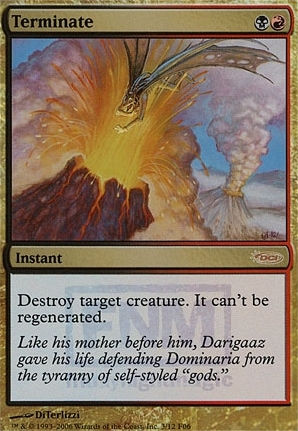 Terminate
DCI
Instant
Destroy target creature. It can't be
regenerated.
FNM
Like his mother before him, Darigaaz
gave his life defending Dominaria from
the tyranny of self-styled “gods.”
DiTerlizzi
™ & © 1993–2006 Wizards of the Coast, Inc. 3/12 F06